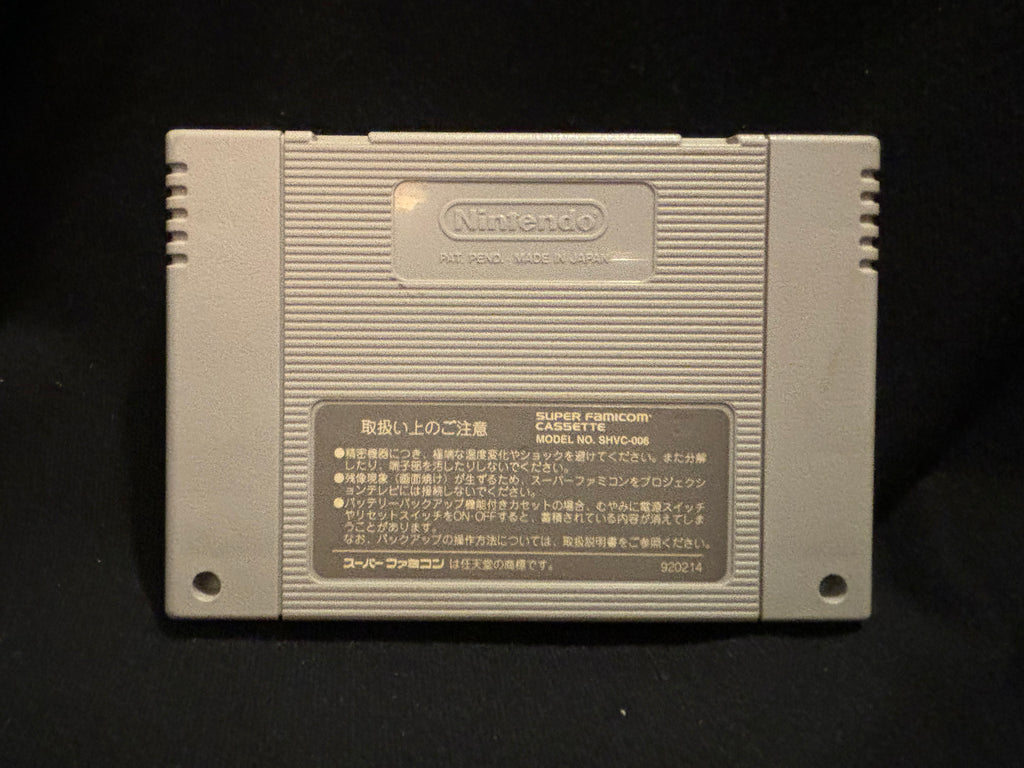 Nintendo
PAT. PEND. MADE IN JAPAN
取扱い上のご注意
SUPER FAMICOM
CASSETTE
MODEL NO. SHVC-006
●精密機器につき、極端な温度変化やショックを避けてください。また分解
したり、端子部を汚したりしないでください。
●残像現象(画面焼け)が生ずるため、スーパーファミコンをプロジェクシ
ョンテレビには接続しないでください。
●バッテリーバックアップ機能付きカセットの場合、むやみに電源スイッチ
やリセットスイッチをON・OFFすると、蓄積されている内容が消えてしま
うことがあります。
なお、バックアップの操作方法については、取扱説明書をご参照ください。
スーパーファミコンは任天堂の商標です。
920214